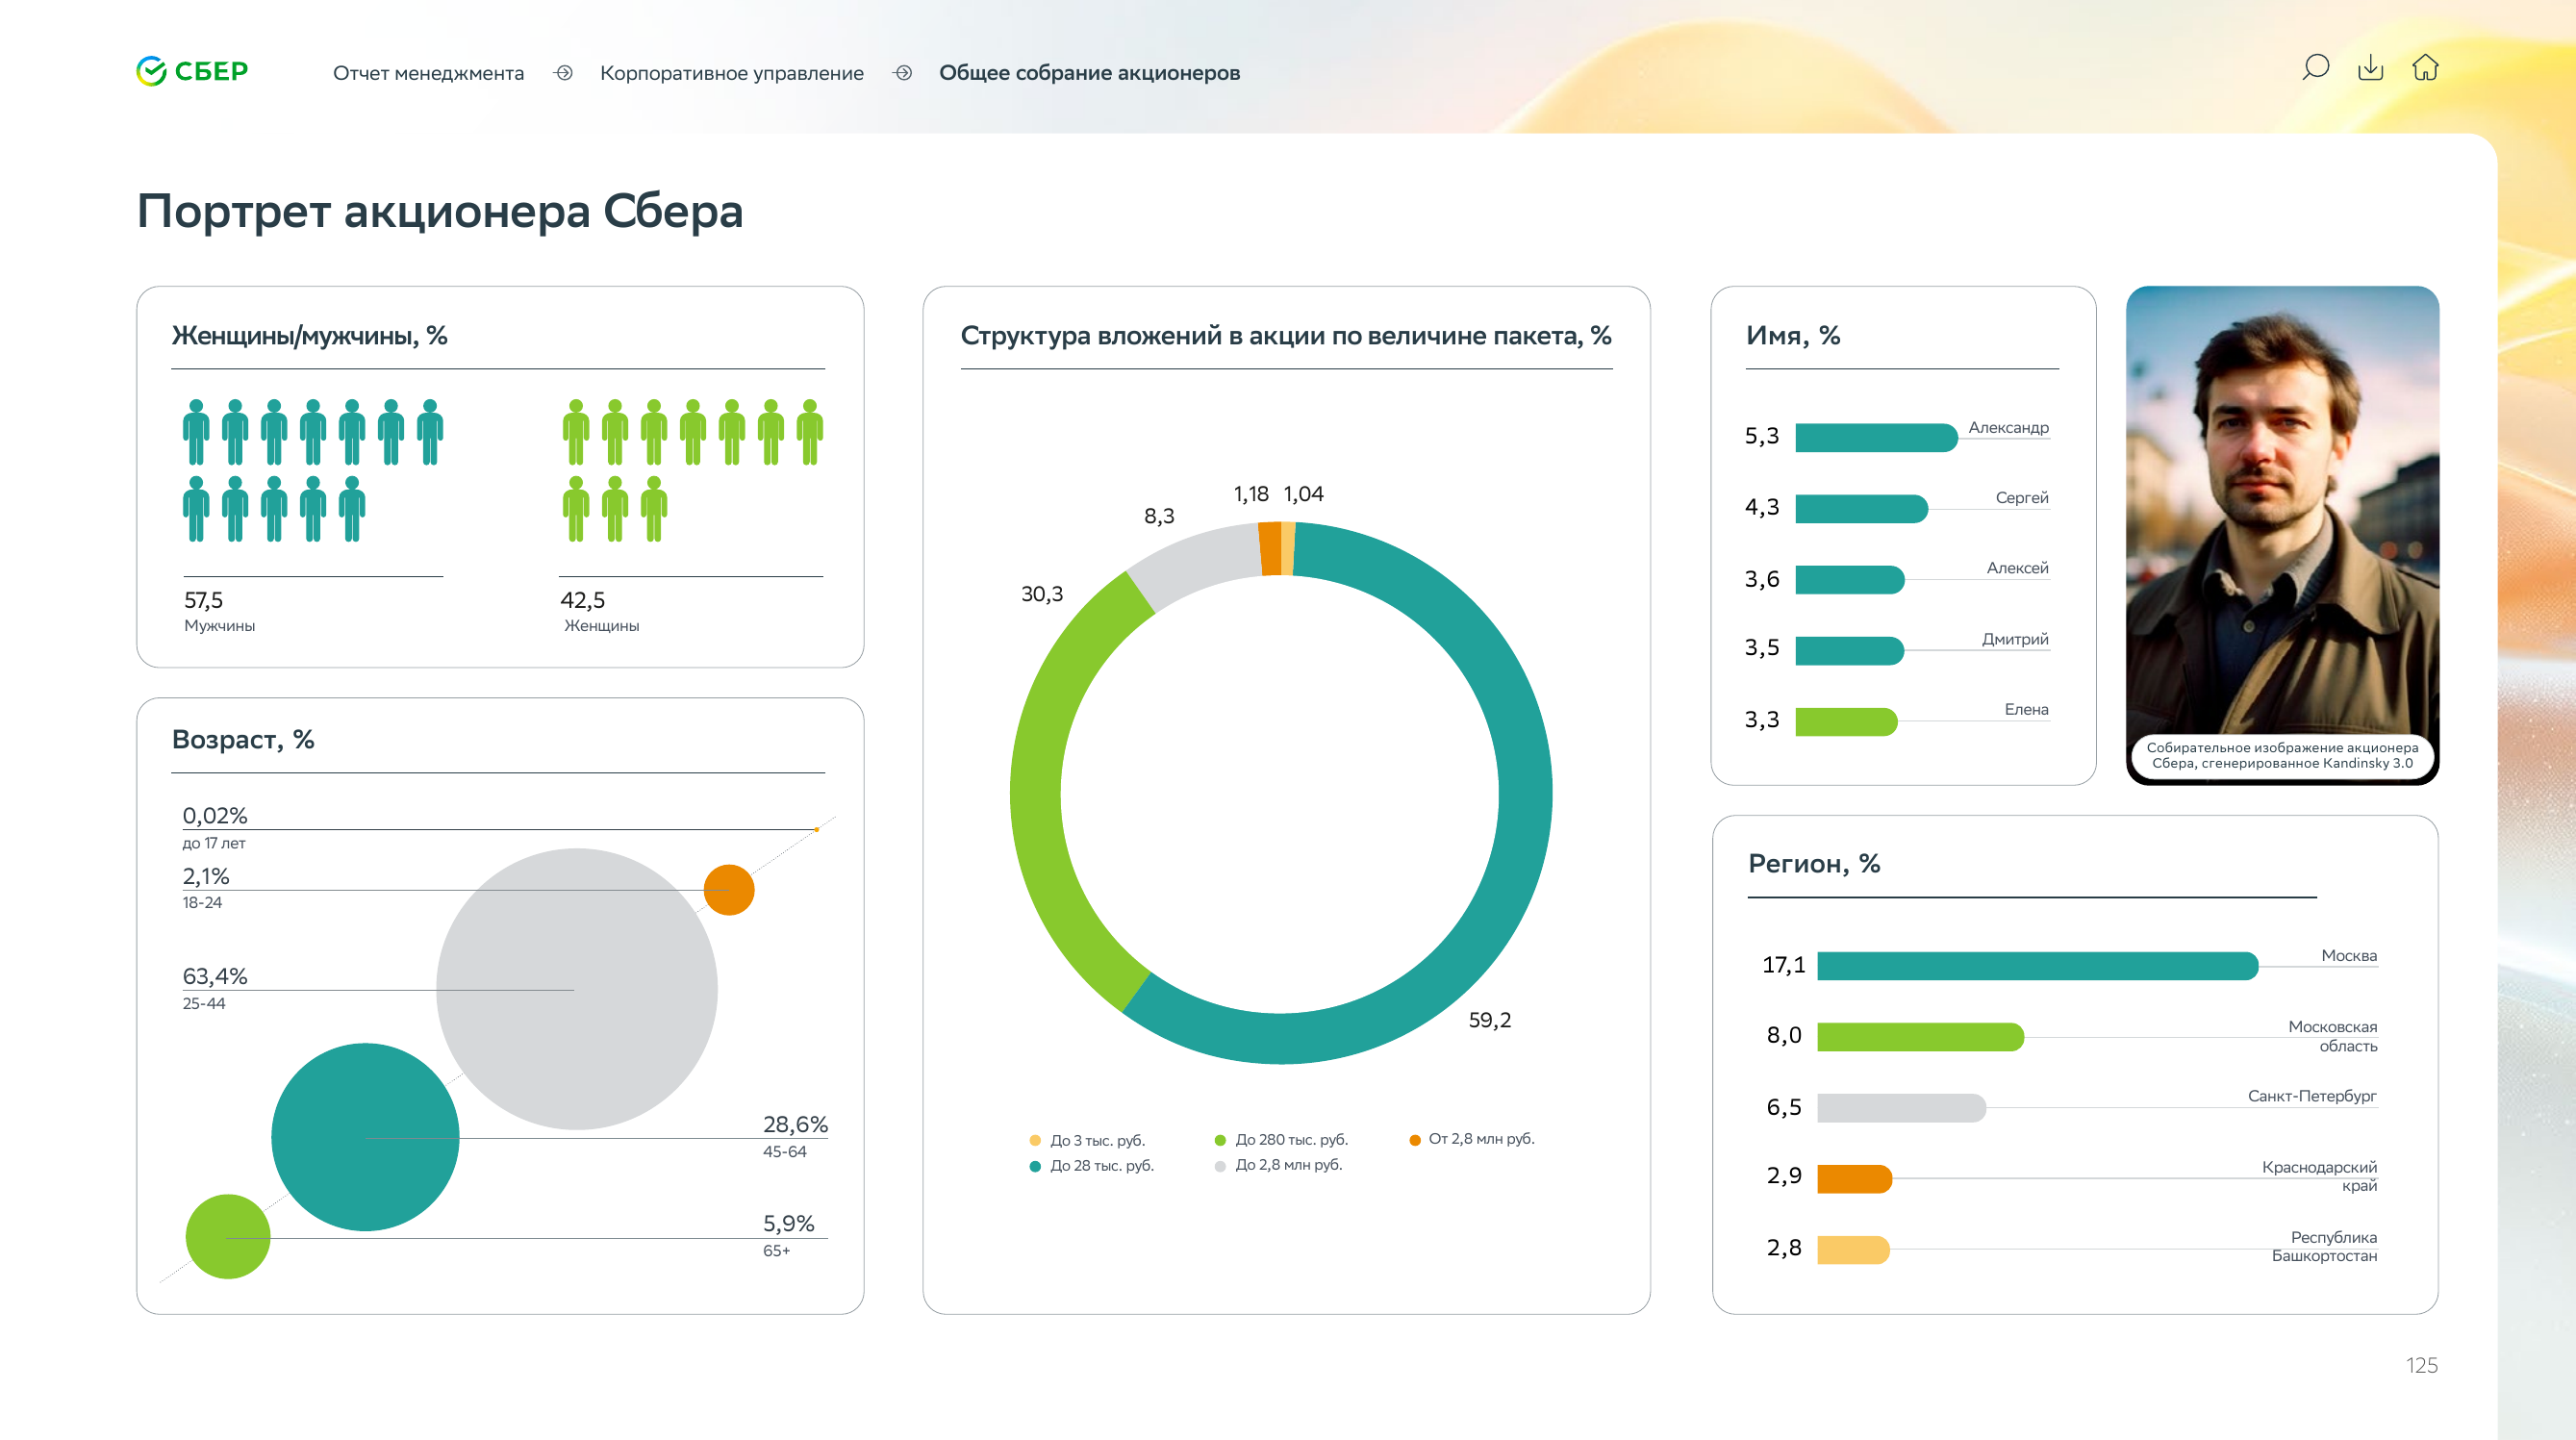 СБЕР
Отчет менеджмента
Корпоративное управление
Общее собрание акционеров
Портрет акционера Сбера
Женщины/мужчины, %
57,5
Мужчины
42,5
Женщины
Возраст, %
0,02%
до 17 лет
2,1%
18-24
63,4%
25-44
28,6%
45-64
5,9%
65+
Структура вложений в акции по величине пакета, %
1,18
1,04
8,3
30,3
59,2
До 3 тыс. руб.
До 280 тыс. руб.
От 2,8 млн руб.
До 28 тыс. руб.
До 2,8 млн руб.
Имя, %
5,3
Александр
4,3
Сергей
3,6
Алексей
3,5
Дмитрий
3,3
Елена
Собирательное изображение акционера
Сбера, сгенерированное Kandinsky 3.0
Регион, %
17,1
Москва
8,0
Московская
область
6,5
Санкт-Петербург
2,9
Краснодарский
край
2,8
Республика
Башкортостан
125